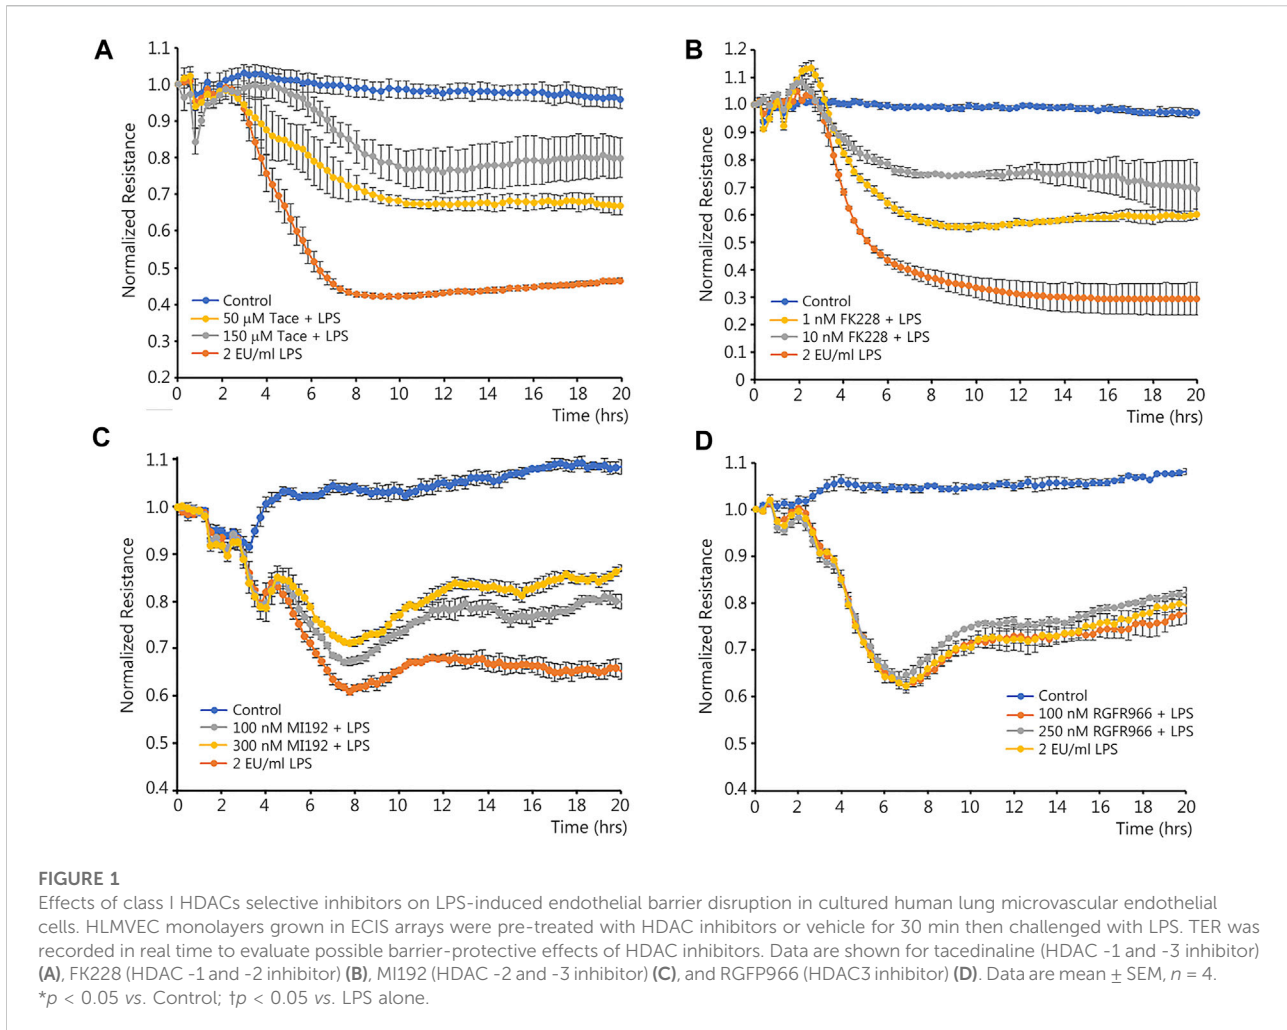 A
Normalized Resistance
1.1
1.0
0.9
0.8
0.7
0.6
0.5
0.4
0.3
0.2
Control
50 µM Tace + LPS
150 µM Tace + LPS
2 EU/ml LPS
0 2 4 6 8 10 12 14 16 18 20
Time (hrs)
B
Normalized Resistance
1.2
1.1
1.0
0.9
0.8
0.7
0.6
0.5
0.4
0.3
0.2
0.1
0
Control
1 nM FK228 + LPS
10 nM FK228 + LPS
2 EU/ml LPS
0 2 4 6 8 10 12 14 16 18 20
Time (hrs)
C
Normalized Resistance
1.1
1.0
0.9
0.8
0.7
0.6
0.5
0.4
Control
100 nM MI192 + LPS
300 nM MI192 + LPS
2 EU/ml LPS
0 2 4 6 8 10 12 14 16 18 20
Time (hrs)
D
Normalized Resistance
1.1
1.0
0.9
0.8
0.7
0.6
0.5
0.4
Control
100 nM RGFR966 + LPS
250 nM RGFR966 + LPS
2 EU/ml LPS
0 2 4 6 8 10 12 14 16 18 20
Time (hrs)
FIGURE 1
Effects of class I HDACs selective inhibitors on LPS-induced endothelial barrier disruption in cultured human lung microvascular endothelial
cells. HLMVEC monolayers grown in ECIS arrays were pre-treated with HDAC inhibitors or vehicle for 30 min then challenged with LPS. TER was
recorded in real time to evaluate possible barrier-protective effects of HDAC inhibitors. Data are shown for tacedinaline (HDAC -1 and -3 inhibitor)
(A), FK228 (HDAC -1 and -2 inhibitor) (B), MI192 (HDAC -2 and -3 inhibitor) (C), and RGFP966 (HDAC3 inhibitor) (D). Data are mean ± SEM, n = 4.
*p < 0.05 vs. Control; †p < 0.05 vs. LPS alone.